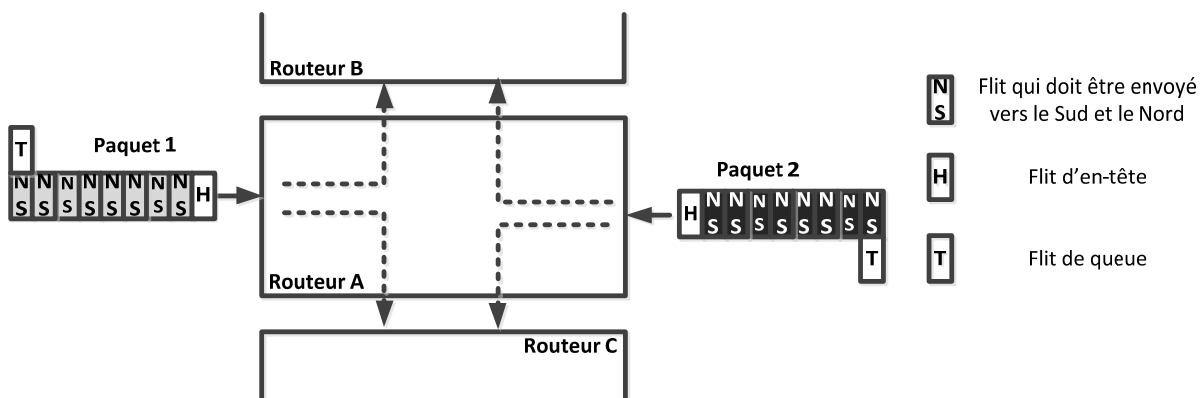 Routeur B
T
Paquet 1
N N N N N N N N H
S S S S S S S S
Routeur A
Paquet 2
H N N N N N N N N
S S S S S S S S
T
Routeur C
N
S
Flit qui doit être envoyé
vers le Sud et le Nord
H
Flit d'en-tête
T
Flit de queue